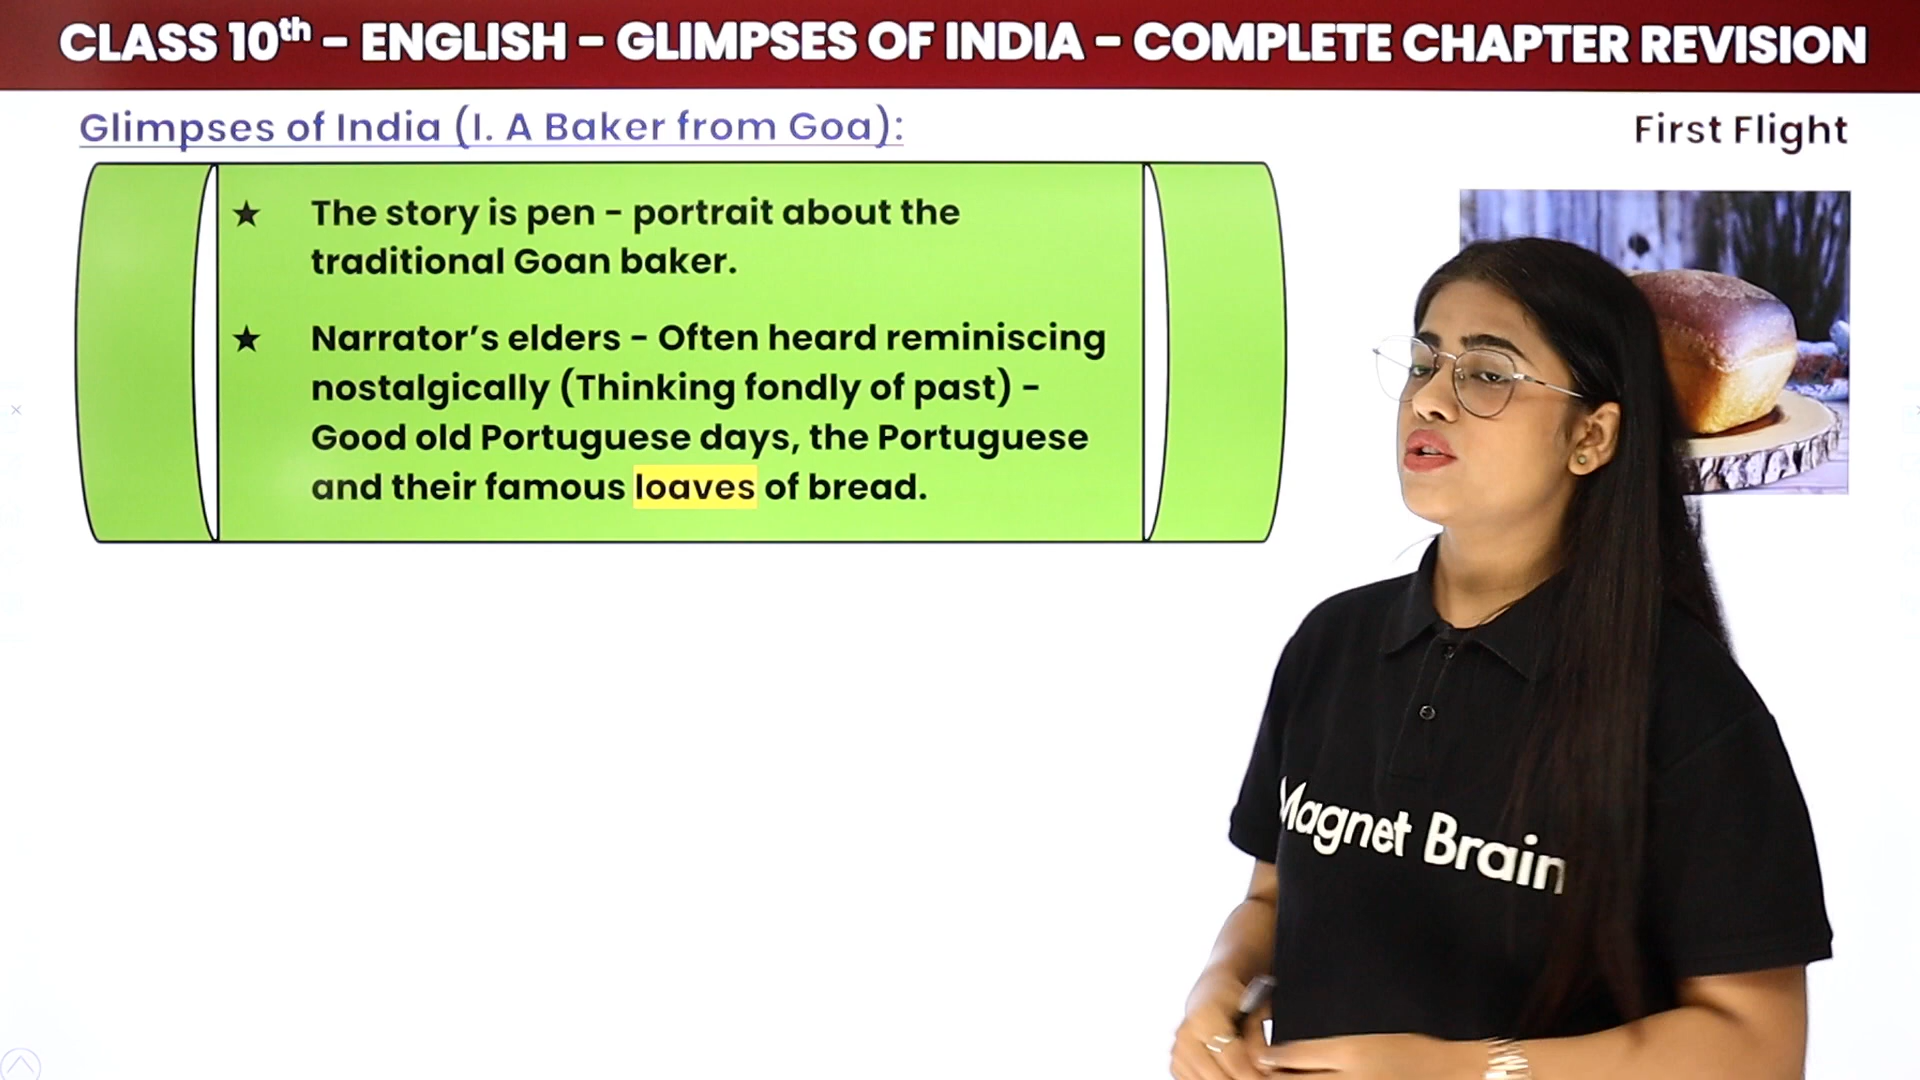 CLASS 10th - ENGLISH - GLIMPSES OF INDIA - COMPLETE CHAPTER REVISION
Glimpses of India (I. A Baker from Goa):
First Flight
★ The story is pen - portrait about the
traditional Goan baker.
★ Narrator's elders - Often heard reminiscing
nostalgically (Thinking fondly of past) -
Good old Portuguese days, the Portuguese
and their famous loaves of bread.
Magnet Brain